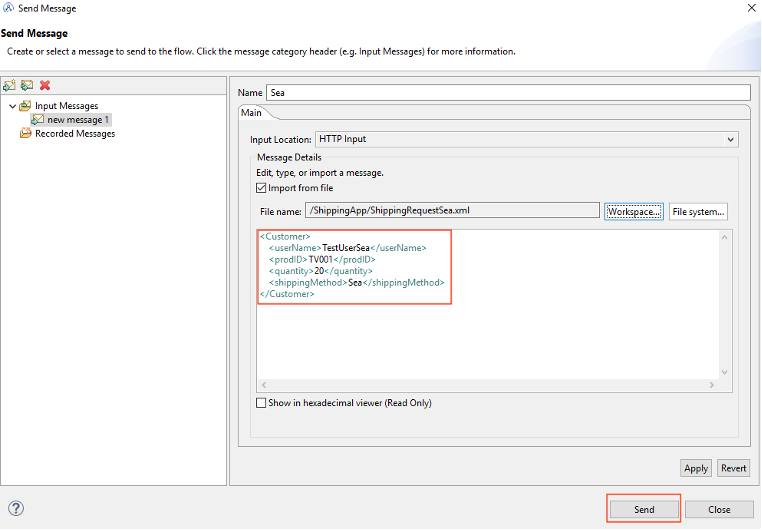 Send Message
Send Message
Create or select a message to send to the flow. Click the message category header (e.g. Input Messages) for more information.
Input Messages
new message 1
Recorded Messages
Name Sea
Main
Input Location: HTTP Input
Message Details
Edit, type, or import a message.
Import from file
File name: /ShippingApp/ShippingRequestSea.xml Workspace... File system...
<Customer>
<userName>TestUserSea</userName>
<prodID>TV001</prodID>
<quantity>20</quantity>
<shippingMethod>Sea</shippingMethod>
</Customer>
Show in hexadecimal viewer (Read Only)
Apply Revert
? Send Close